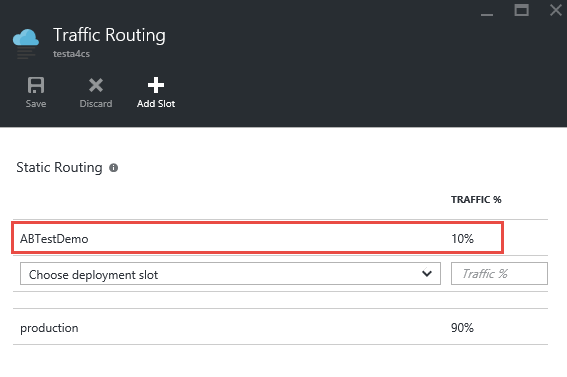 Traffic Routing
testa4cs
Save Discard Add Slot
Static Routing
TRAFFIC %
ABTestDemo 10%
Choose deployment slot Traffic %
production 90%